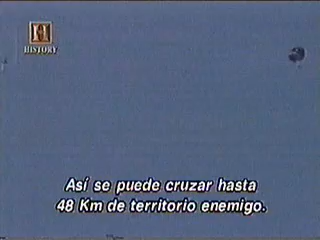 H
HISTORY
Así se puede cruzar hasta
48 Km de territorio enemigo.